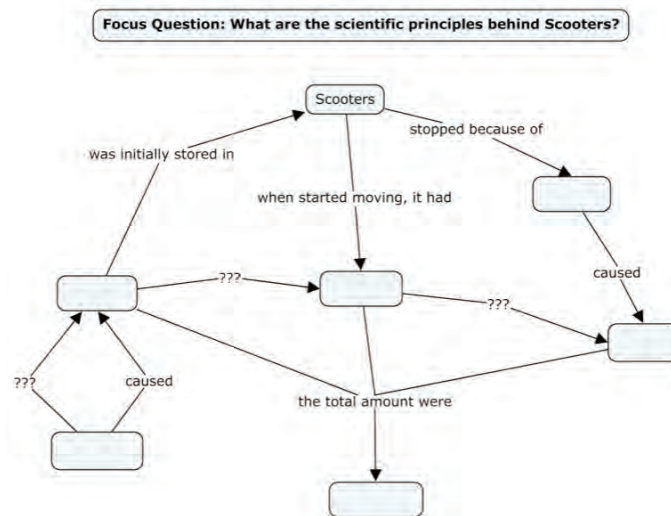 Focus Question: What are the scientific principles behind Scooters?
Scooters
stopped because of
was initially stored in
when started moving, it had
caused
???
???
???
caused
the total amount were